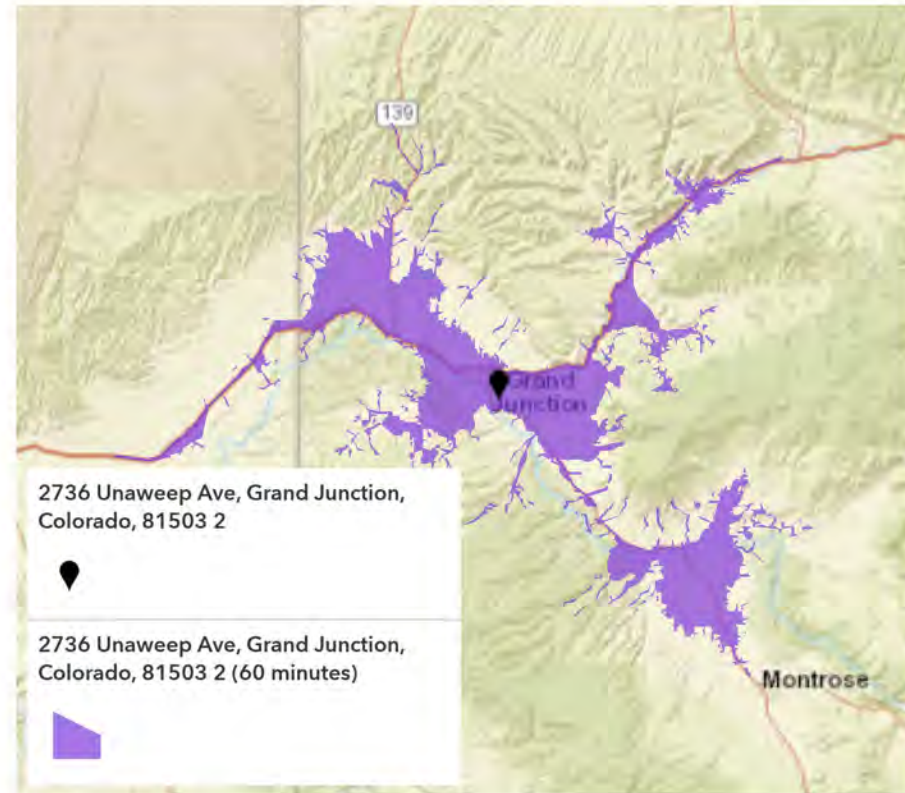 139
Grand
Junction
Montrose
2736 Unaweep Ave, Grand Junction,
Colorado, 81503 2
2736 Unaweep Ave, Grand Junction,
Colorado, 81503 2 (60 minutes)